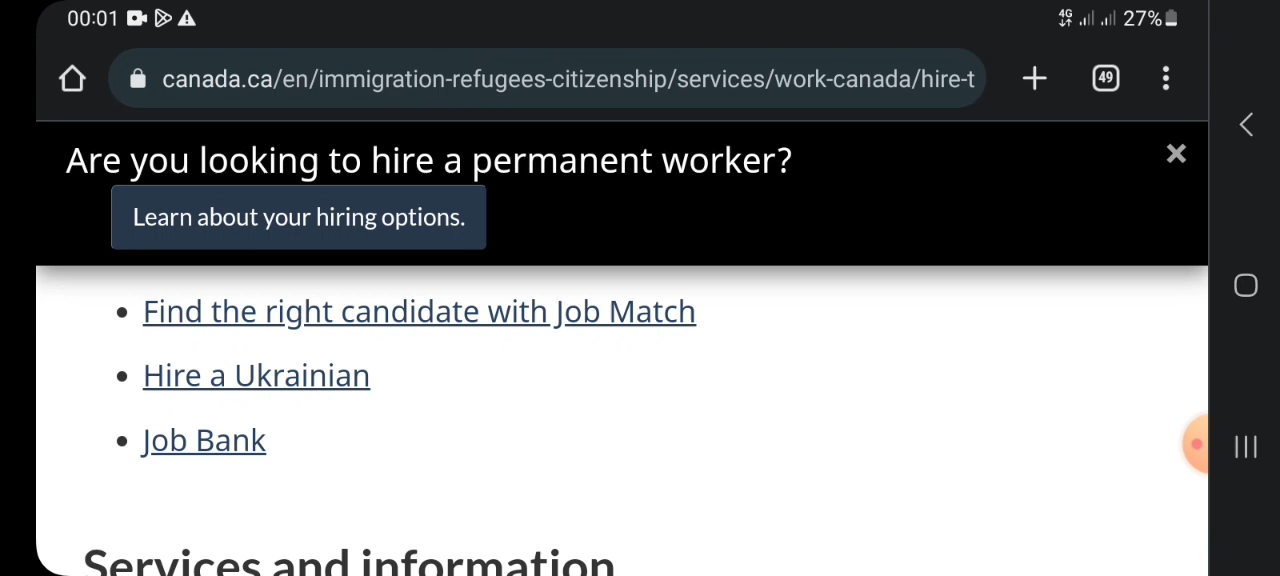 00:01
4G 27%
canada.ca/en/immigration-refugees-citizenship/services/work-canada/hire-t
49
Are you looking to hire a permanent worker?
Learn about your hiring options.
Find the right candidate with Job Match
Hire a Ukrainian
Job Bank
Services and information